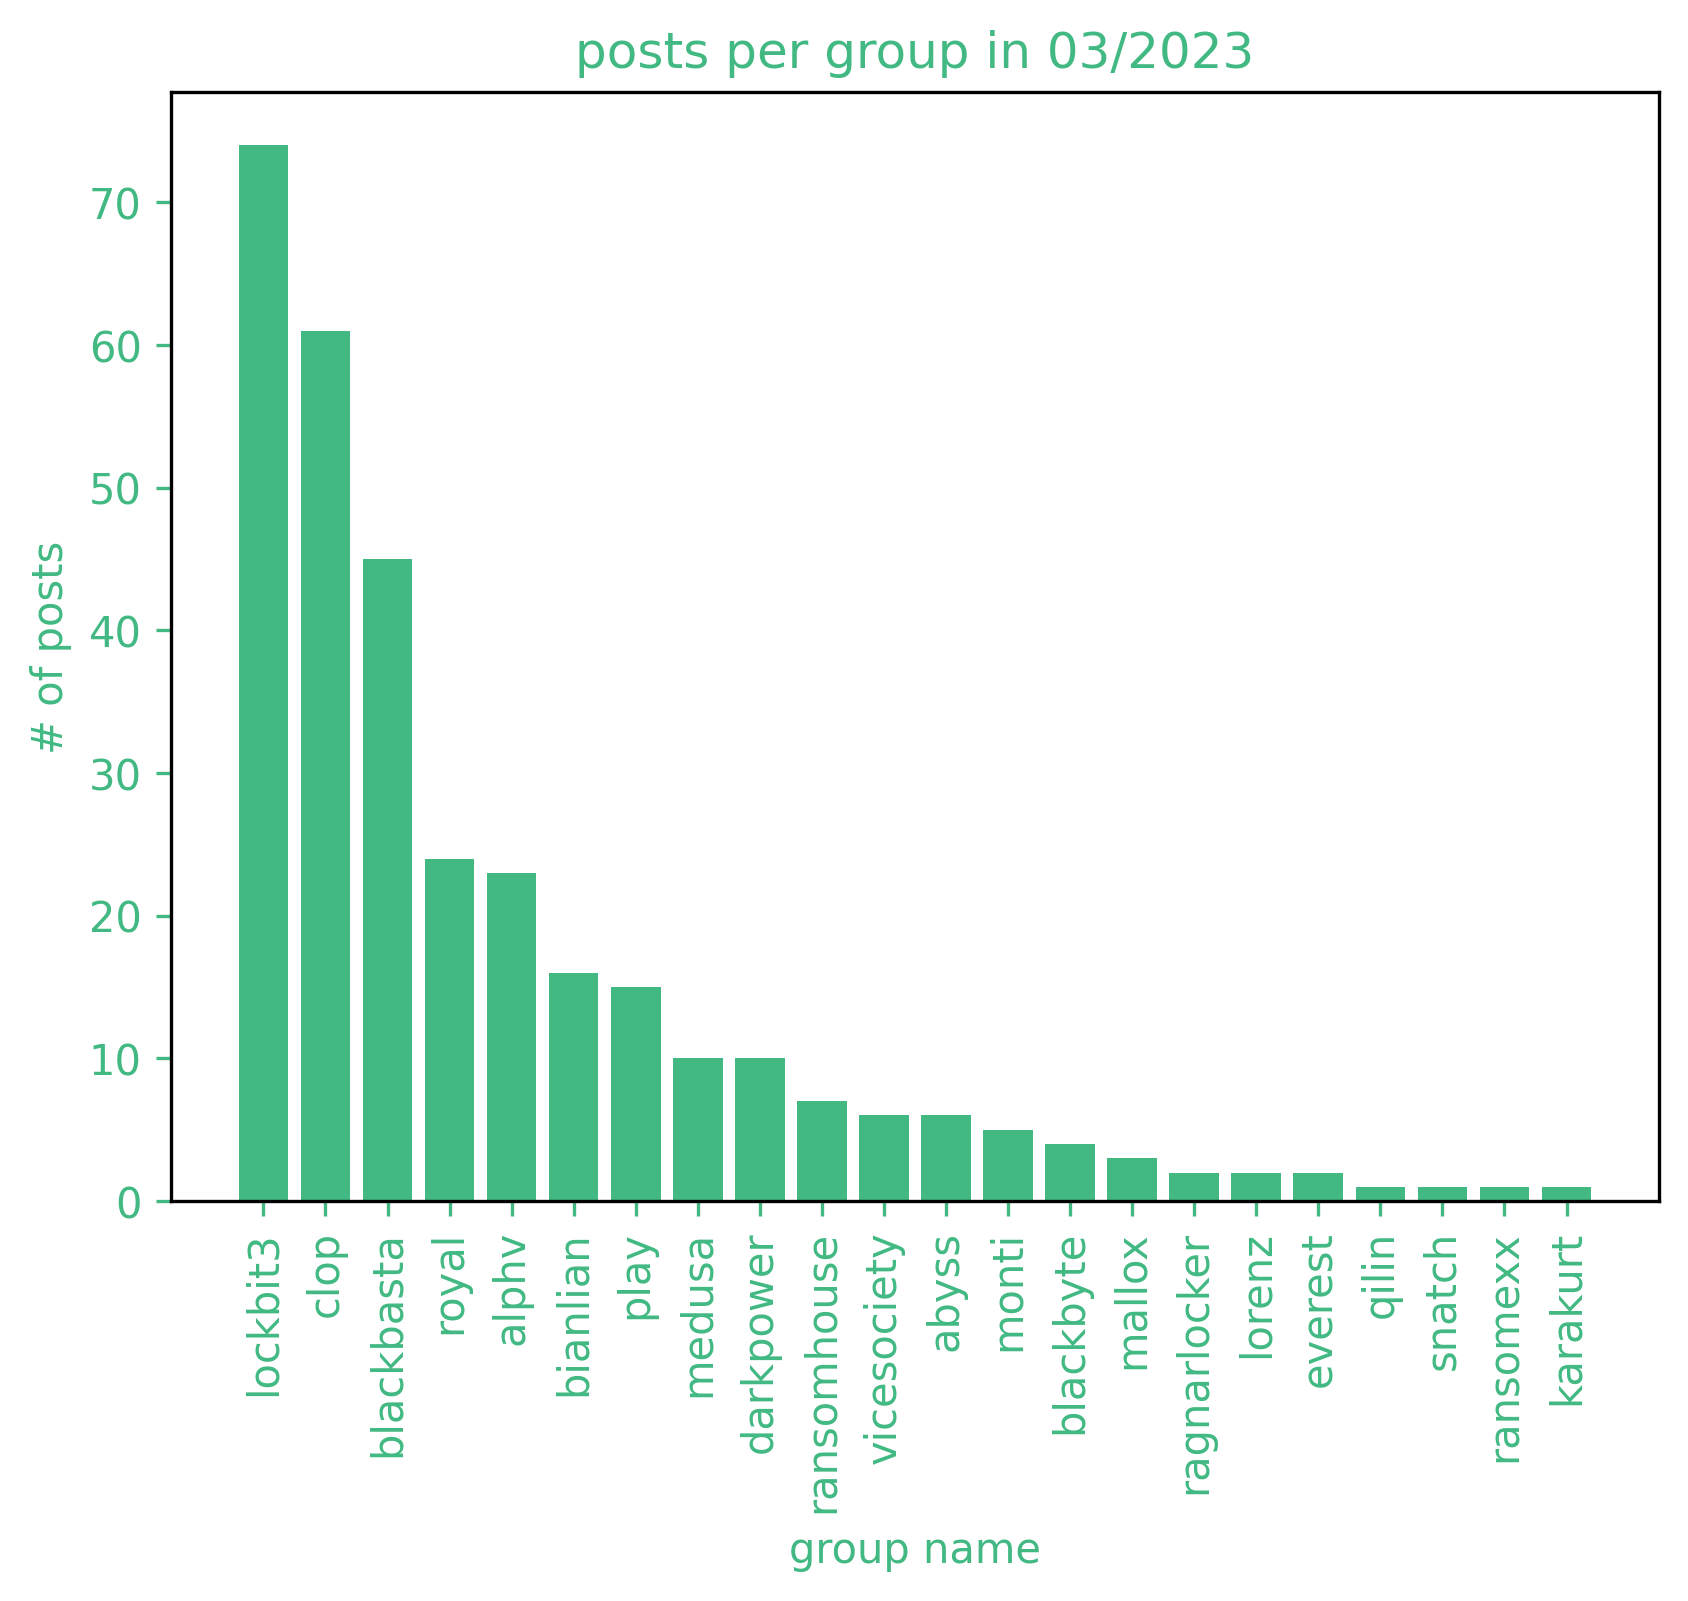 posts per group in 03/2023
# of posts
70
60
50
40
30
20
10
0
lockbit3
clop
blackbasta
royal
alphv
bianlian
play
medusa
darkpower
ransomhouse
vicesociety
abyss
monti
blackbyte
mallox
ragnarlocker
lorenz
everest
qilin
snatch
ransomexx
karakurt
group name